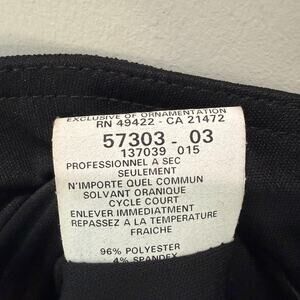 EXCLUSIVE OF ORNAMENTATION
RN 49422 - CA 21472
57303 - 03
137039 015
PROFESSIONNEL A SEC
SEULEMENT
N'IMPORTE QUEL COMMUN
SOLVANT ORANIQUE
CYCLE COURT
ENLEVER IMMEDIATMENT
REPASSEZ A LA TEMPERATURE
FRAICHE
96% POLYESTER
4% SPANDEX